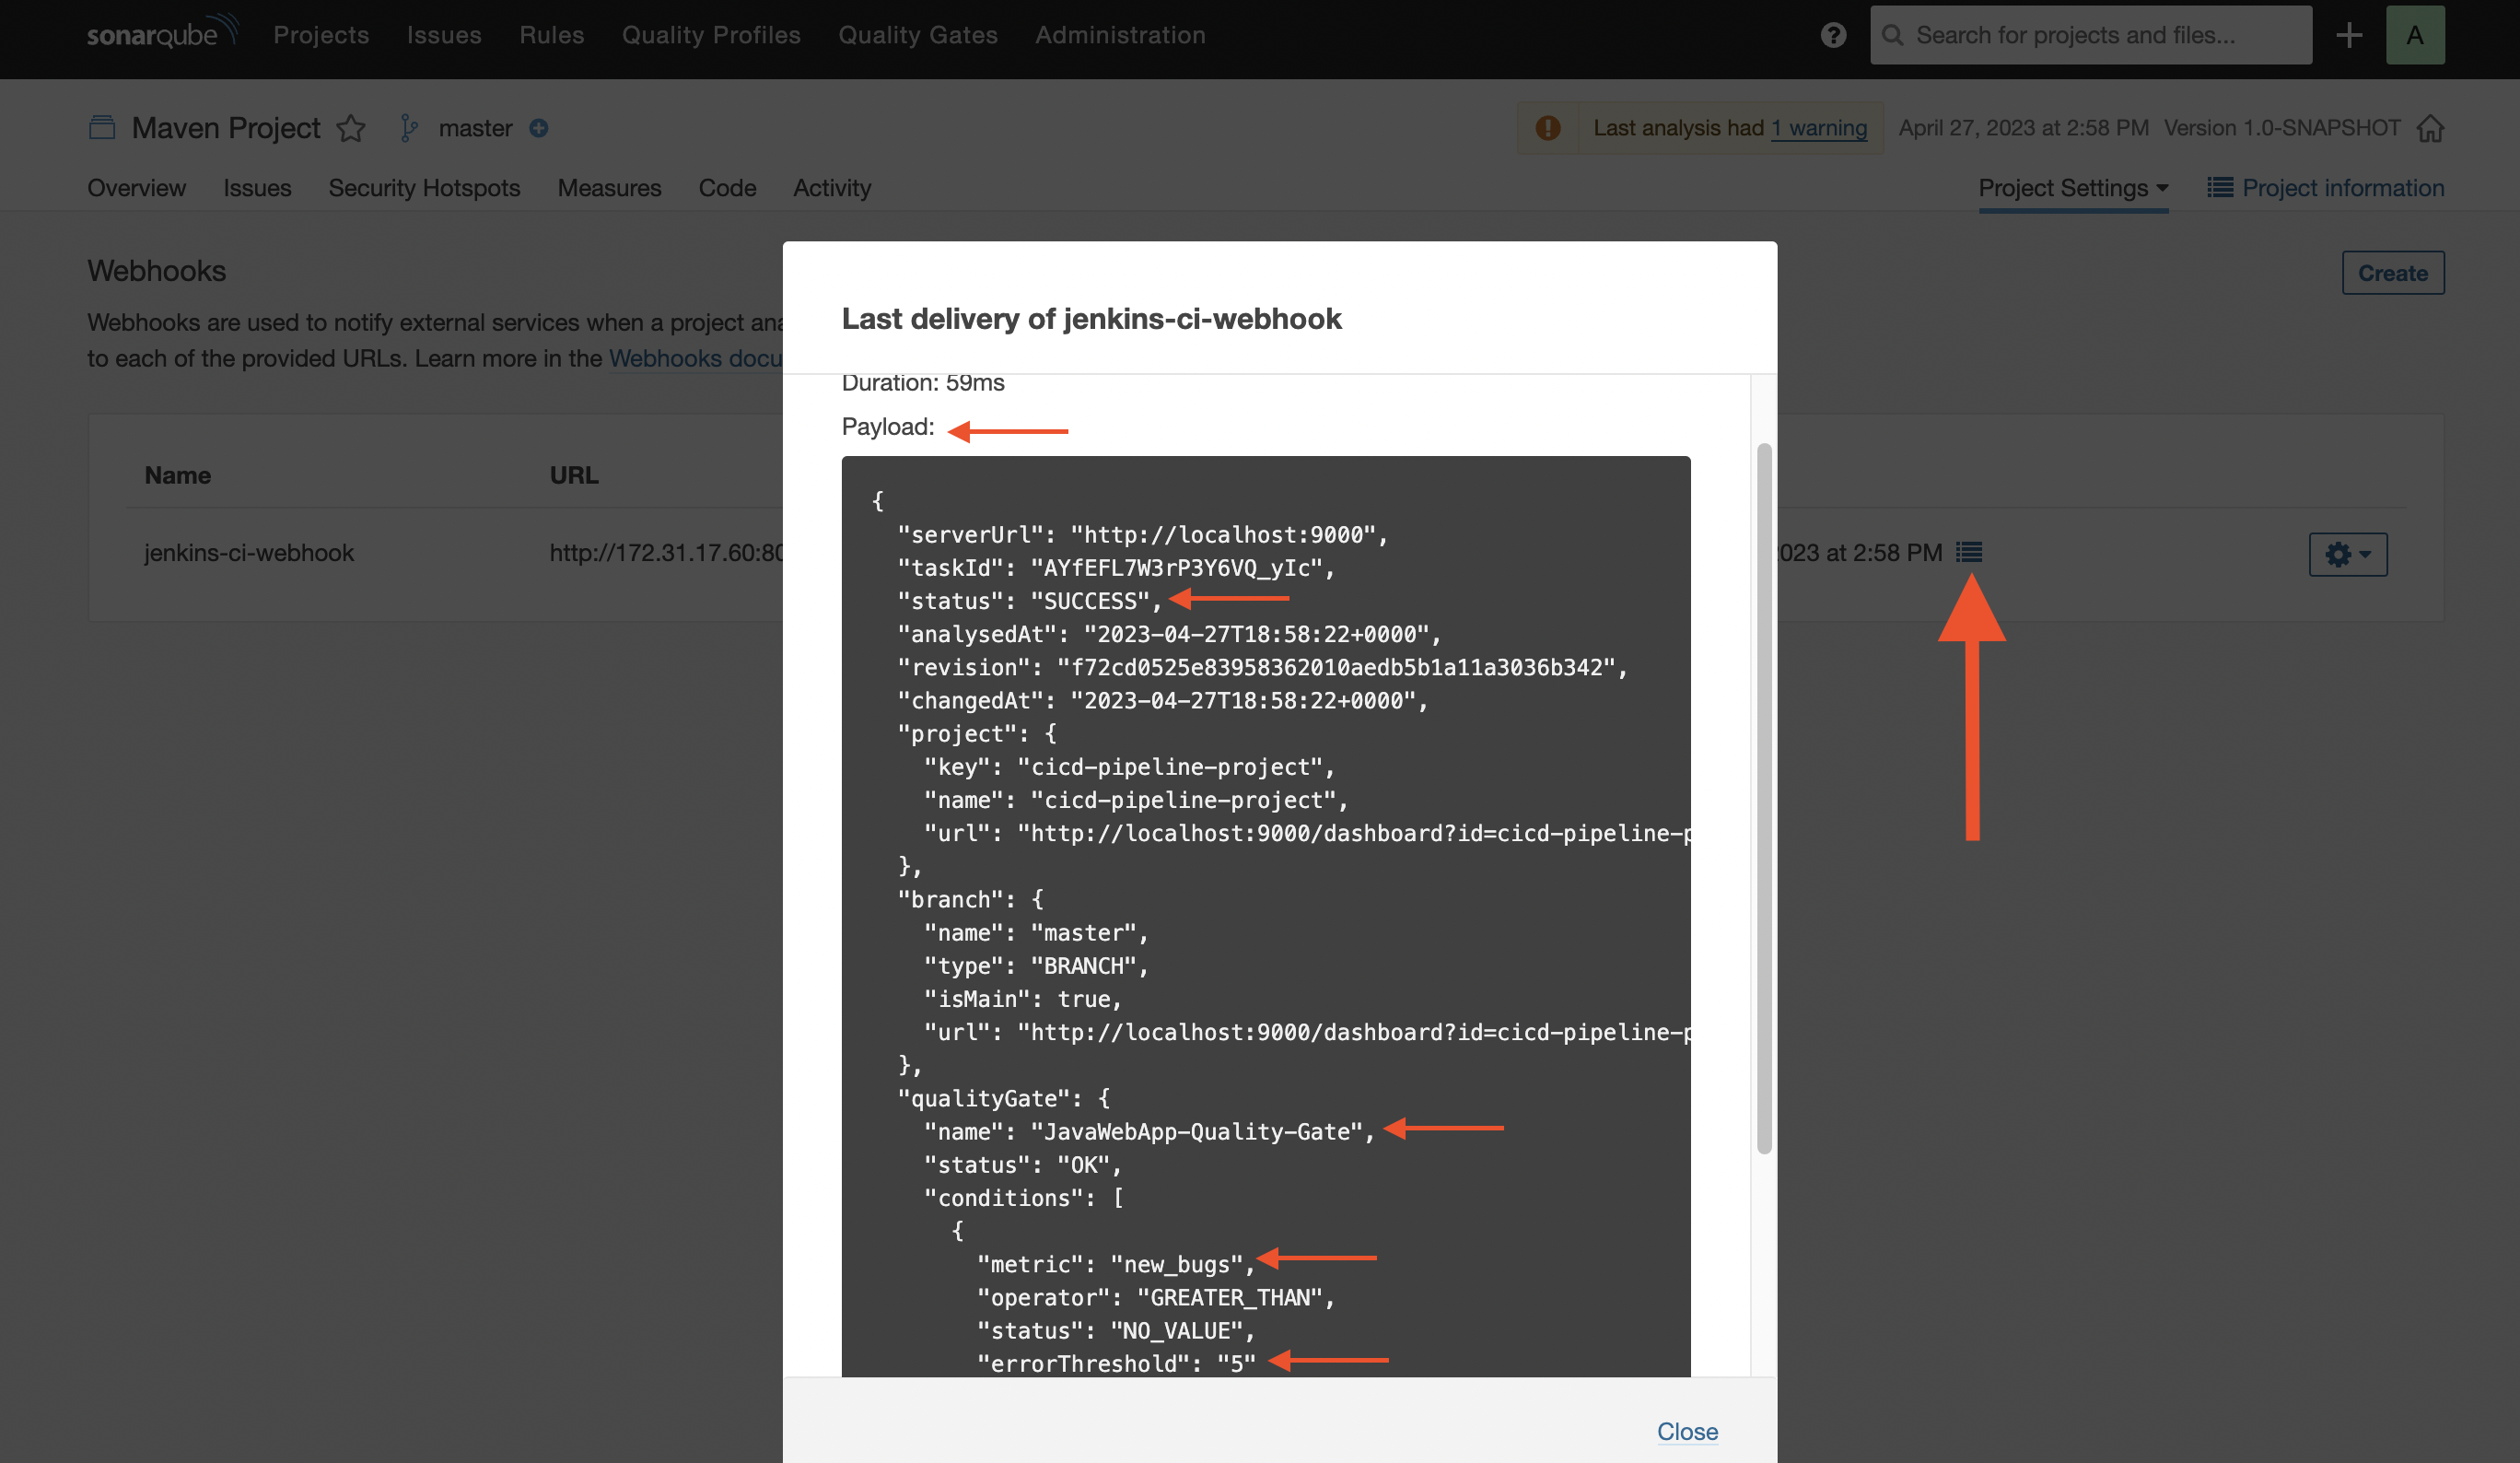 sonarqube Projects Issues Rules Quality Profiles Quality Gates Administration ? Search for projects and files... A
Maven Project master Last analysis had 1 warning April 27, 2023 at 2:58 PM Version 1.0-SNAPSHOT
Overview Issues Security Hotspots Measures Code Activity Project Settings Project information
Webhooks
Create
Webhooks are used to notify external services when a project ana
to each of the provided URLs. Learn more in the Webhooks docu
Name URL
jenkins-ci-webhook http://172.31.17.60:80 2023 at 2:58 PM
Last delivery of jenkins-ci-webhook
Duration: 59ms
Payload:
{
"serverUrl": "http://localhost:9000",
"taskId": "AYfEFL7W3rP3Y6VQ_yIc",
"status": "SUCCESS",
"analysedAt": "2023-04-27T18:58:22+0000",
"revision": "f72cd0525e83958362010aedb5b1a11a3036b342",
"changedAt": "2023-04-27T18:58:22+0000",
"project": {
"key": "cicd-pipeline-project",
"name": "cicd-pipeline-project",
"url": "http://localhost:9000/dashboard?id=cicd-pipeline-p
},
"branch": {
"name": "master",
"type": "BRANCH",
"isMain": true,
"url": "http://localhost:9000/dashboard?id=cicd-pipeline-p
},
"qualityGate": {
"name": "JavaWebApp-Quality-Gate",
"status": "OK",
"conditions": [
{
"metric": "new_bugs",
"operator": "GREATER_THAN",
"status": "NO_VALUE",
"errorThreshold": "5"
Close